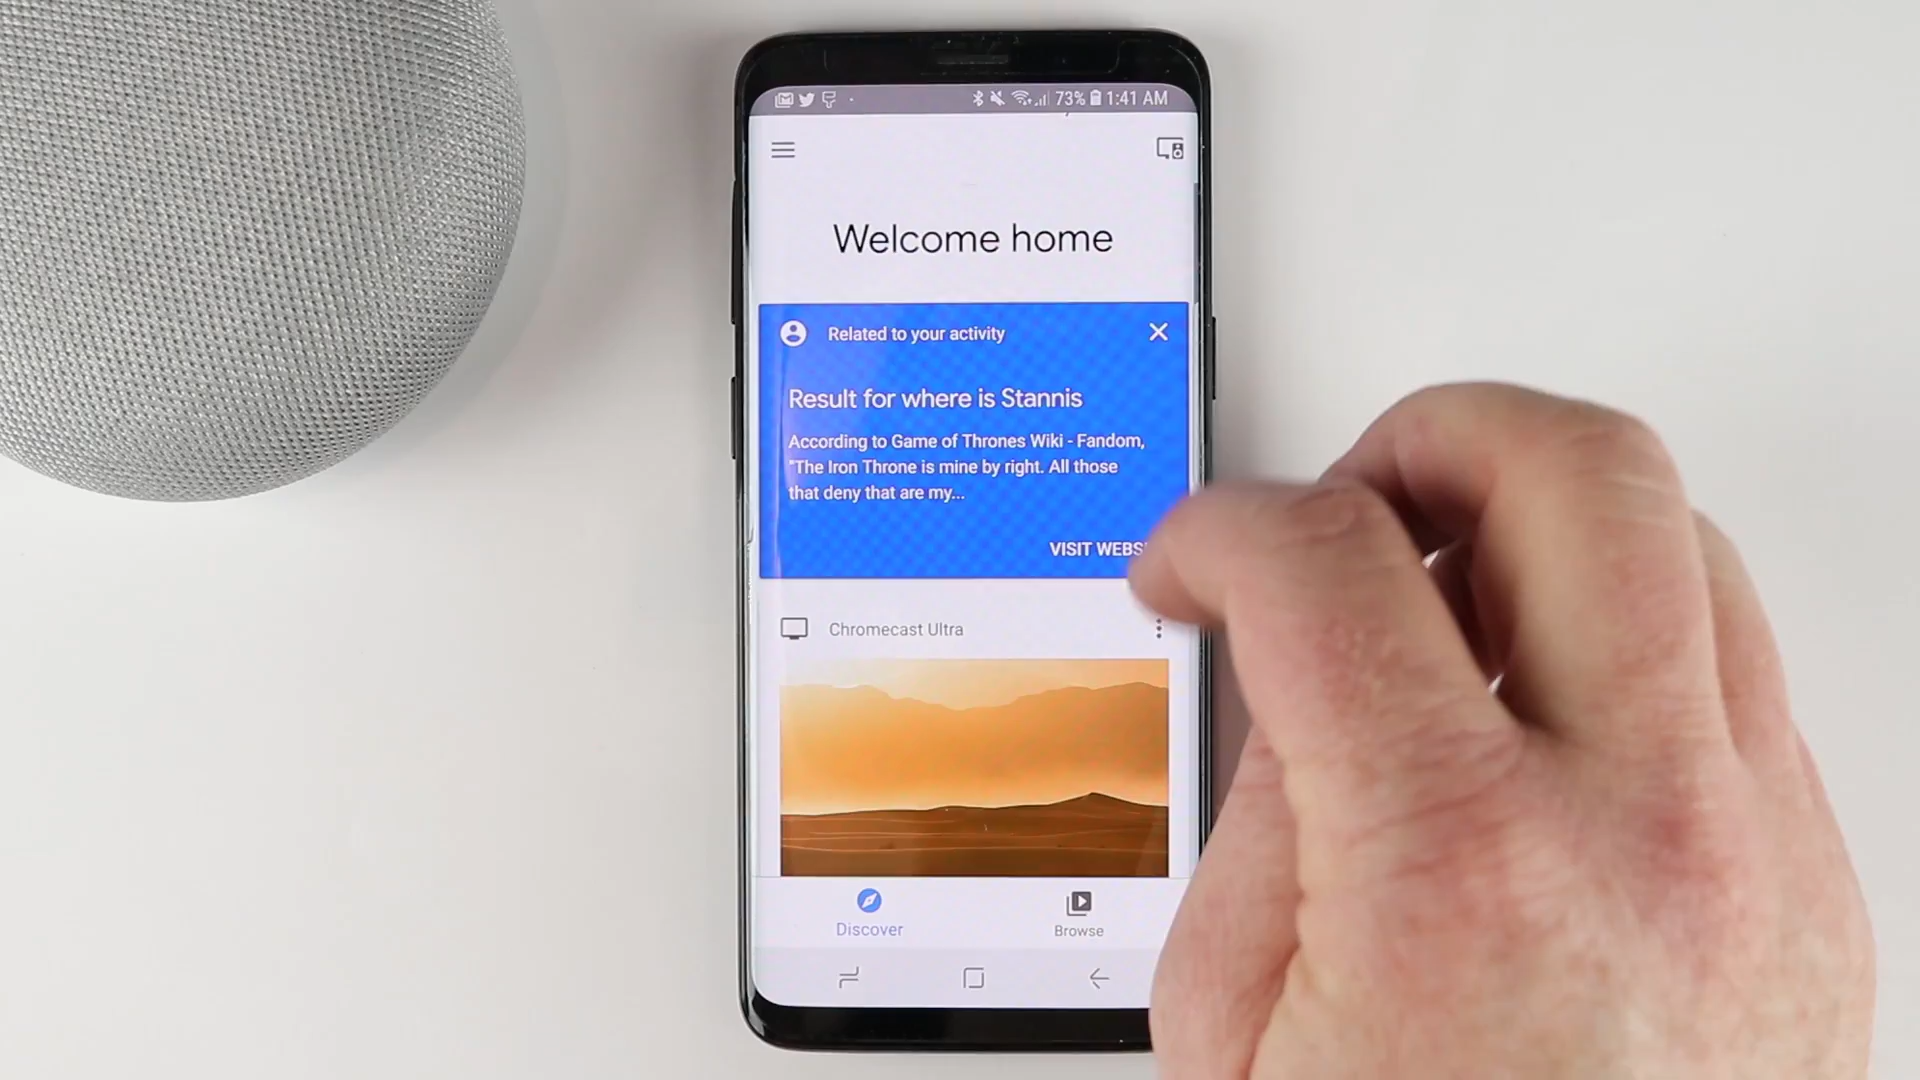 73% 1:41 AM
Welcome home
Related to your activity
Result for where is Stannis
According to Game of Thrones Wiki - Fandom,
"The Iron Throne is mine by right. All those
that deny that are my...
VISIT
Chromecast Ultra
Discover
Browse